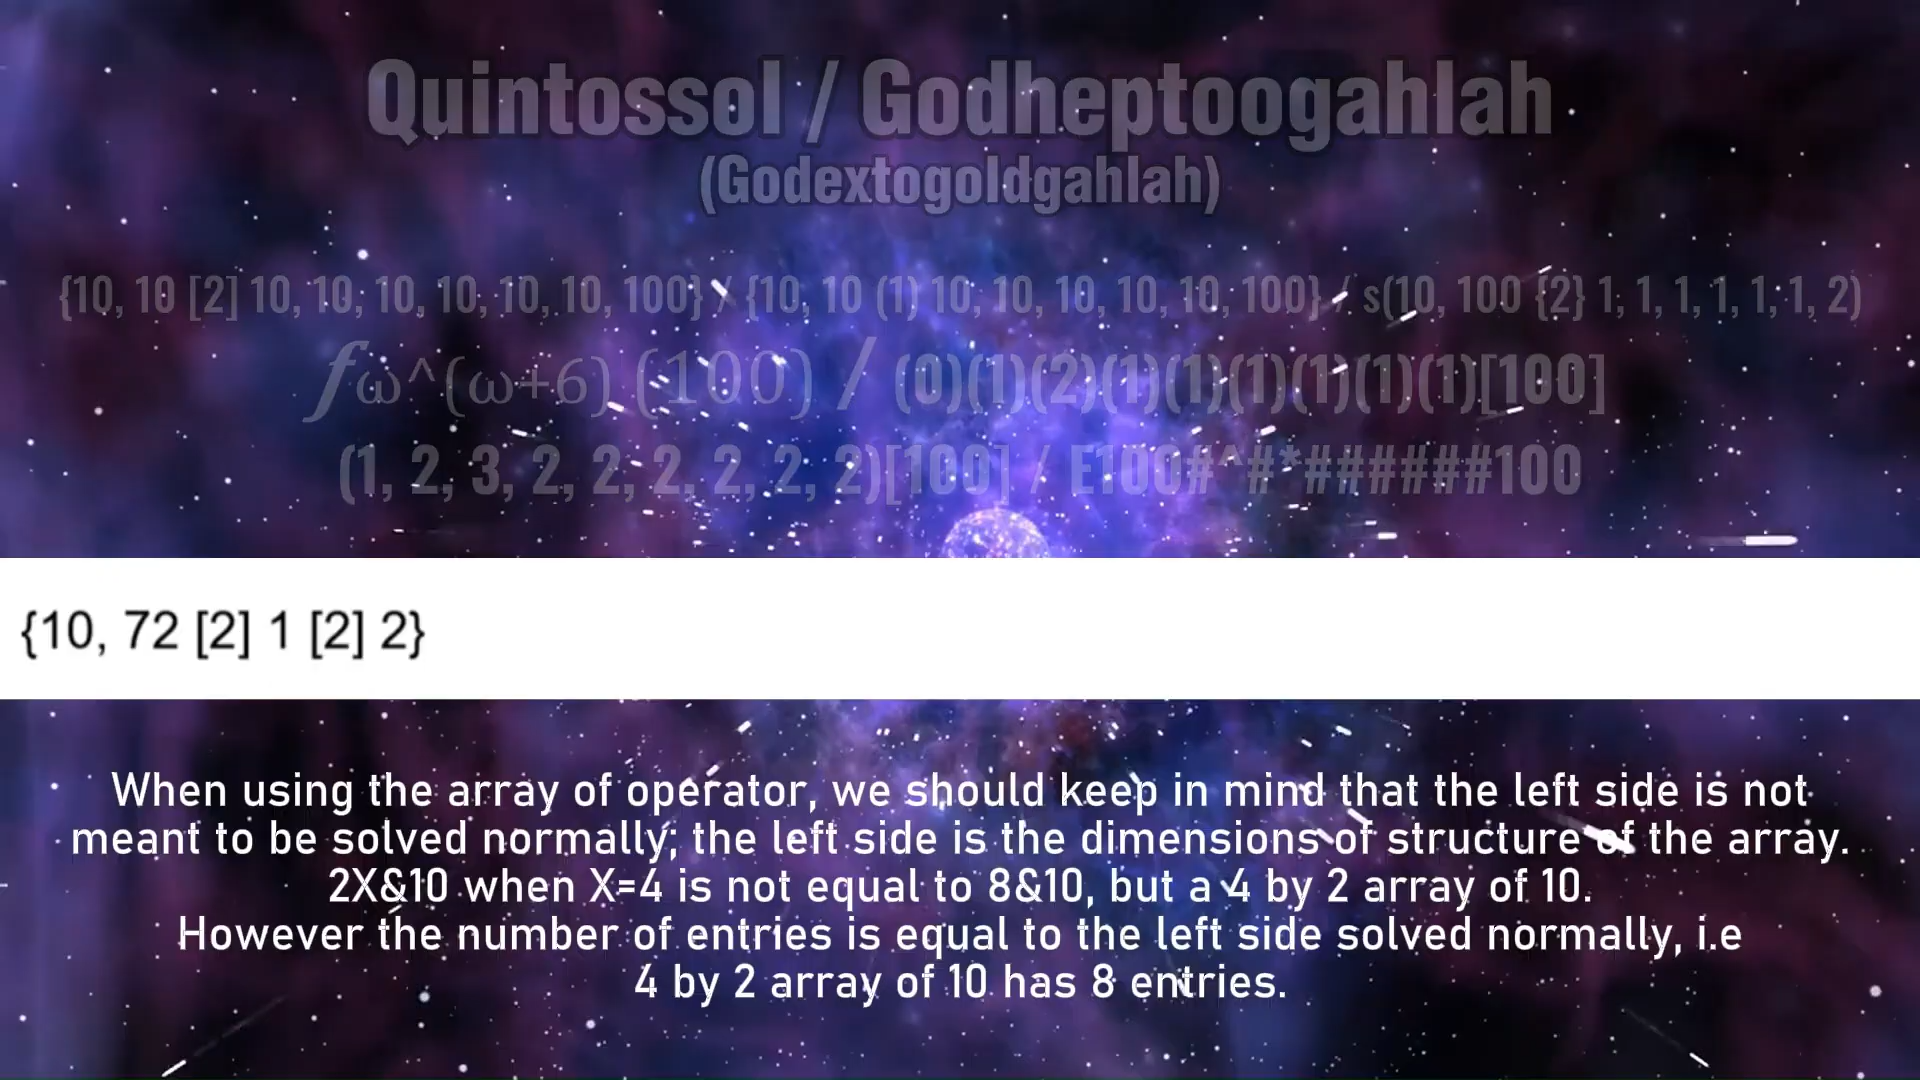 Quintossol / Godheptoogahlah
(Godextogoldgahlah)
{10, 10 [2] 10, 10, 10, 10, 10, 10, 100} / {10, 10 (1) 10, 10, 10, 10, 10, 10, 100} / s(10, 100 {2} 1, 1, 1, 1, 1, 1, 2)
fω^(ω+6) (100) / (0)(1)(2)(1)(1)(1)(1)(1)(1)[100]
(1, 2, 3, 2, 2, 2, 2, 2, 2)[100] / E100#^#*######100
{10, 72 [2] 1 [2] 2}
When using the array of operator, we should keep in mind that the left side is not
meant to be solved normally; the left side is the dimensions of structure of the array.
2X&10 when X=4 is not equal to 8&10, but a 4 by 2 array of 10.
However the number of entries is equal to the left side solved normally, i.e
4 by 2 array of 10 has 8 entries.